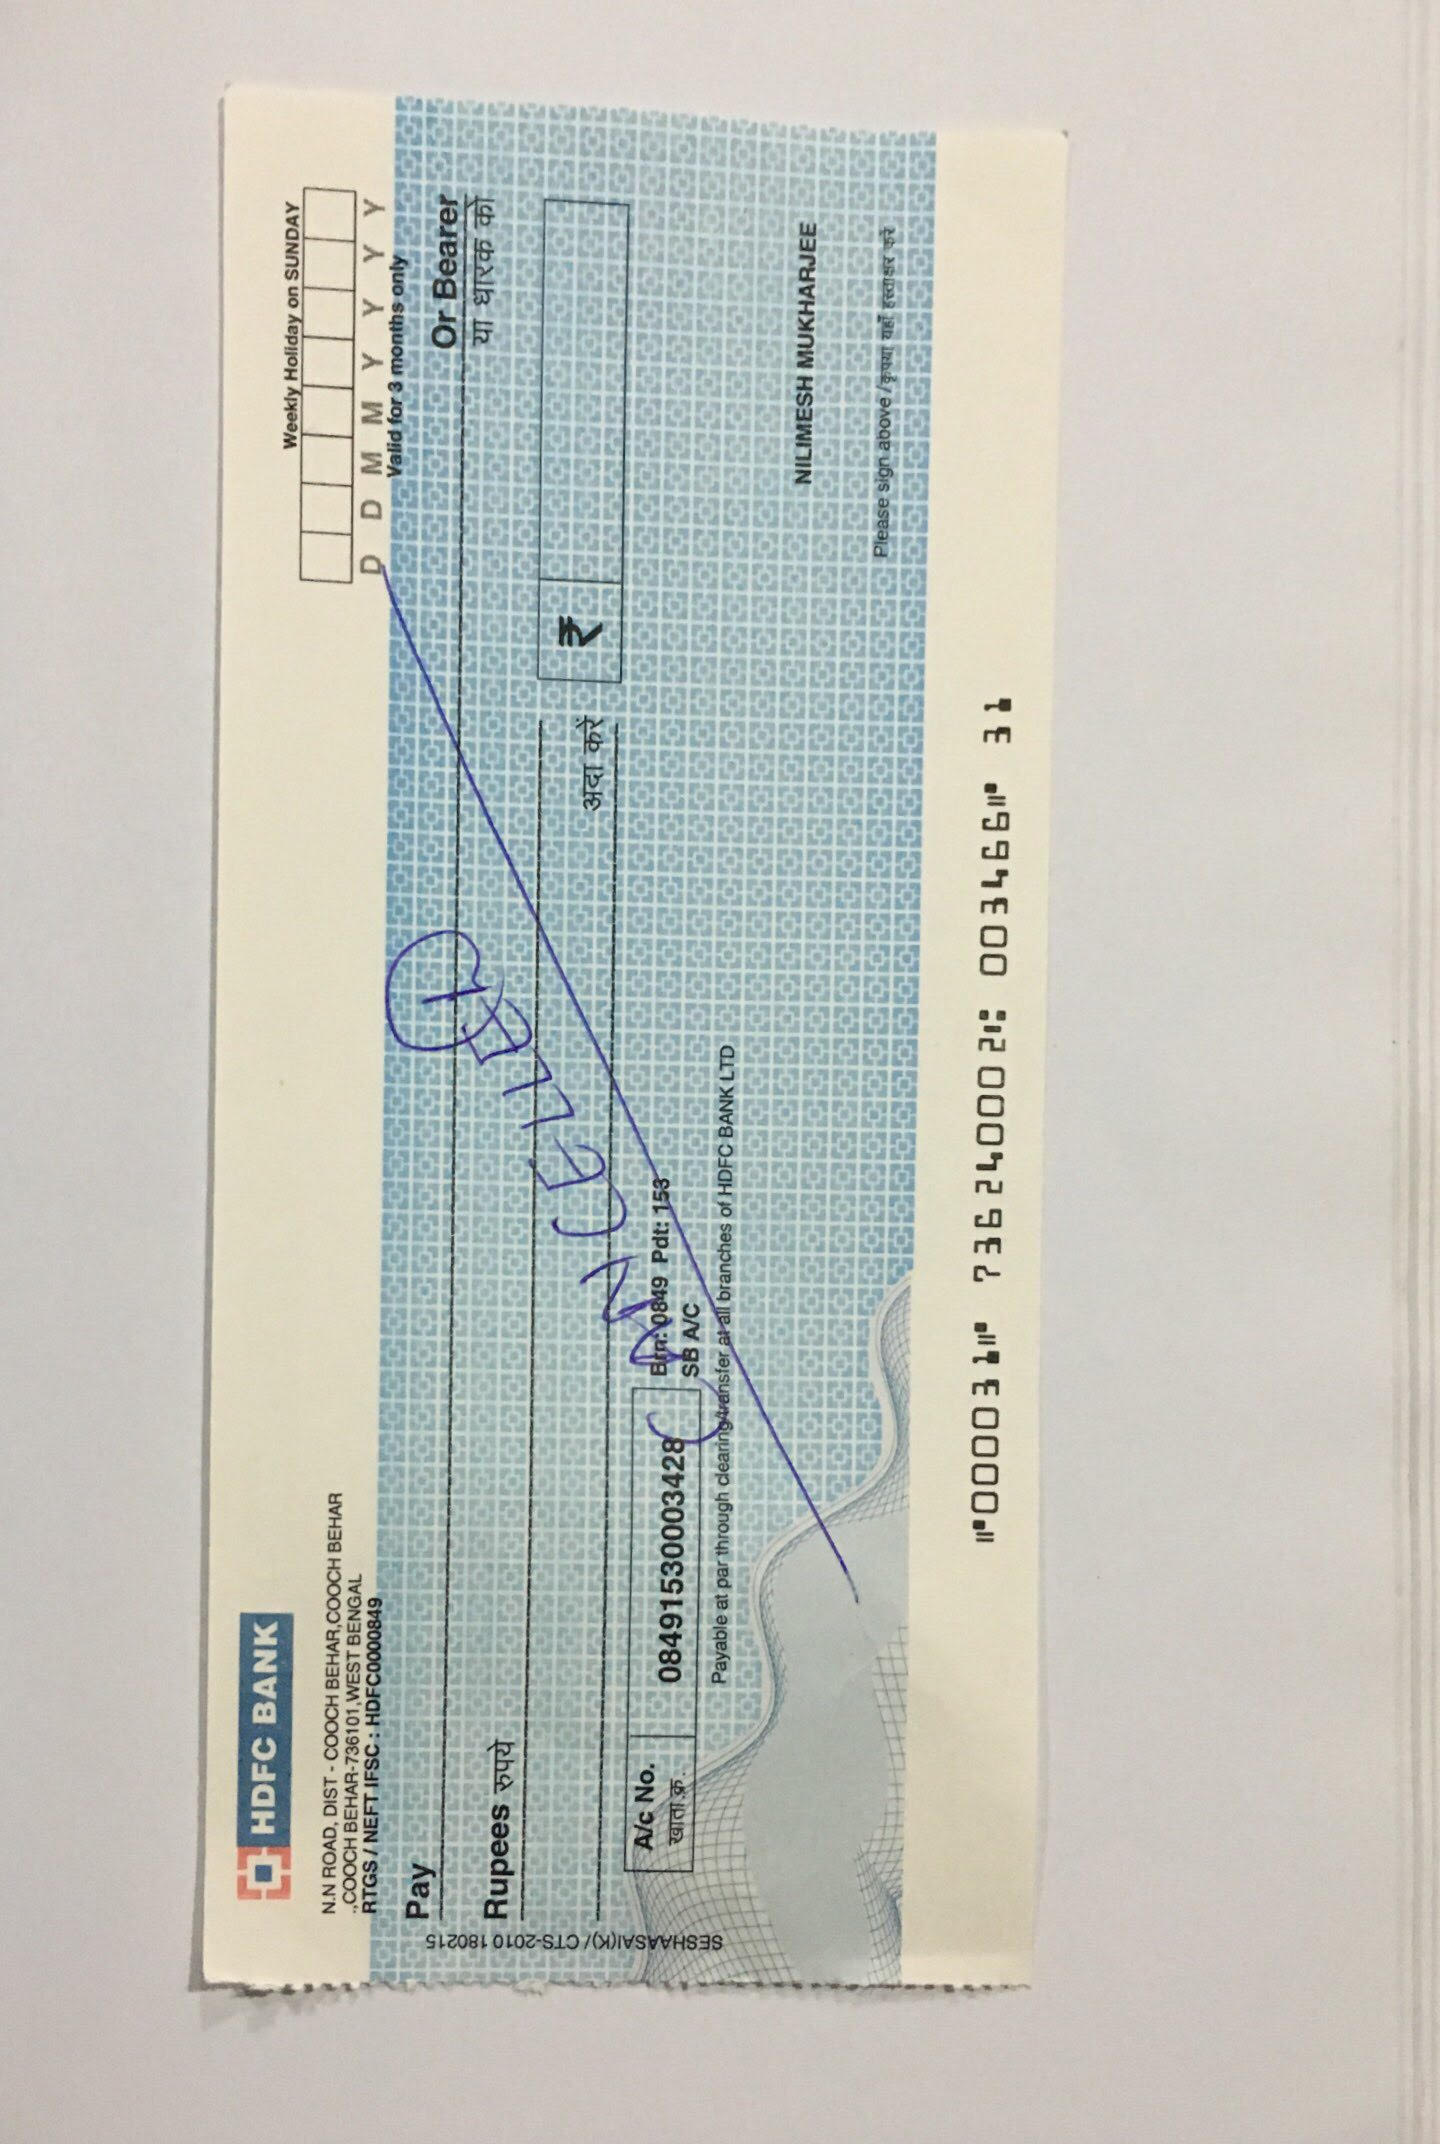 HDFC BANK
N.N ROAD, DIST - COOCH BEHAR,COOCH BEHAR
.,COOCH BEHAR-736101,WEST BENGAL
RTGS / NEFT IFSC : HDFC0000849
Weekly Holiday on SUNDAY
D D M M Y Y Y Y
Valid for 3 months only
Pay
Or Bearer
या धारक को
Rupees रुपये
अदा करें
₹
CANCELLED
A/c No.
खाता क्र.
08491530003428
Brn: 0849 Pdt: 153
SB A/C
Payable at par through clearing/transfer at all branches of HDFC BANK LTD
NILIMESH MUKHARJEE
Please sign above / कृपया यहाँ हस्ताक्षर करें
SESHAASAI(K) / CTS-2010 180215
⑈000031⑈ 736240002⑆ 003466⑈ 31